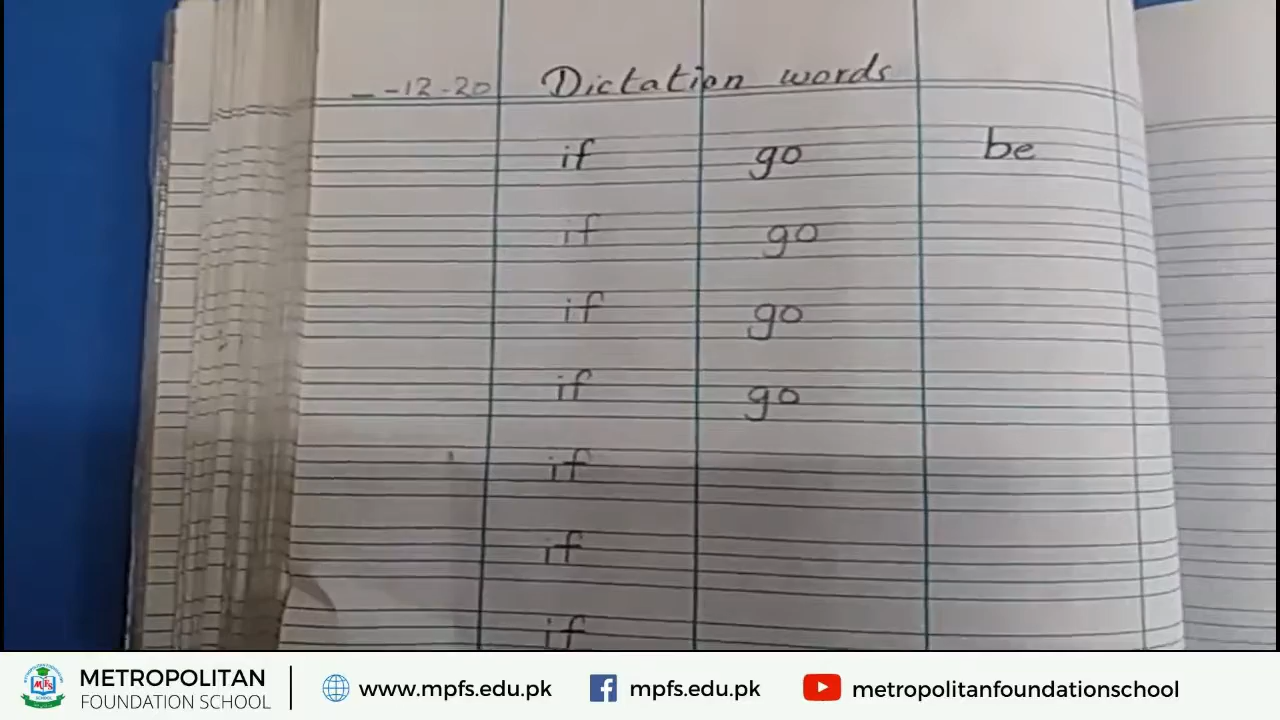 _ -12-20 Dictation words
if go be
if go
if go
if go
if
if
if
METROPOLITAN
FOUNDATION SCHOOL
www.mpfs.edu.pk
mpfs.edu.pk
metropolitanfoundationschool